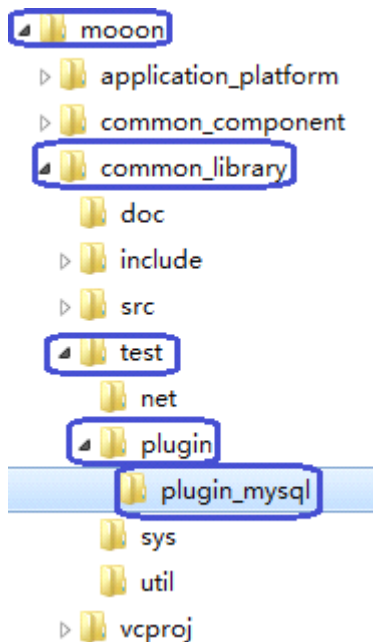 mooon
application_platform
common_component
common_library
doc
include
src
test
net
plugin
plugin_mysql
sys
util
vcproj